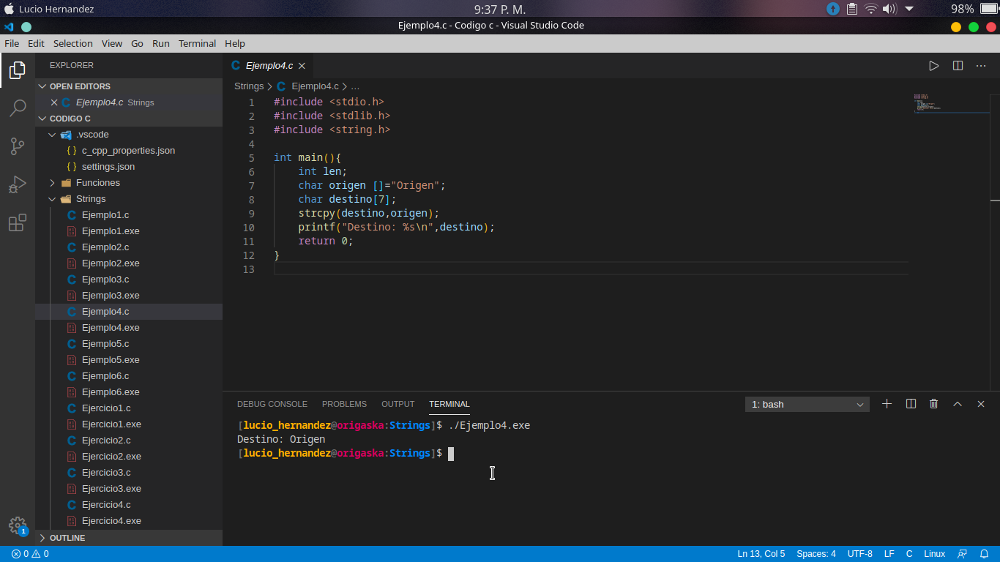 Lucio Hernandez
9:37 P. M.
98%
Ejemplo4.c - Codigo c - Visual Studio Code
File Edit Selection View Go Run Terminal Help
EXPLORER
OPEN EDITORS
Ejemplo4.c Strings
CODIGO C
.vscode
{ } c_cpp_properties.json
{ } settings.json
Funciones
Strings
C Ejemplo1.c
Ejemplo1.exe
C Ejemplo2.c
Ejemplo2.exe
C Ejemplo3.c
Ejemplo3.exe
C Ejemplo4.c
Ejemplo4.exe
C Ejemplo5.c
Ejemplo5.exe
C Ejemplo6.c
Ejemplo6.exe
C Ejercicio1.c
Ejercicio1.exe
C Ejercicio2.c
Ejercicio2.exe
C Ejercicio3.c
Ejercicio3.exe
C Ejercicio4.c
Ejercicio4.exe
OUTLINE
1
C Ejemplo4.c
Strings > C Ejemplo4.c > ...
1 #include <stdio.h>
2 #include <stdlib.h>
3 #include <string.h>
4
5 int main(){
6 int len;
7 char origen []="Origen";
8 char destino[7];
9 strcpy(destino,origen);
10 printf("Destino: %s\n",destino);
11 return 0;
12 }
13
DEBUG CONSOLE PROBLEMS OUTPUT TERMINAL
1: bash
[lucio_hernandez@origaska:Strings]$ ./Ejemplo4.exe
Destino: Origen
[lucio_hernandez@origaska:Strings]$
0 0
Ln 13, Col 5 Spaces: 4 UTF-8 LF C Linux